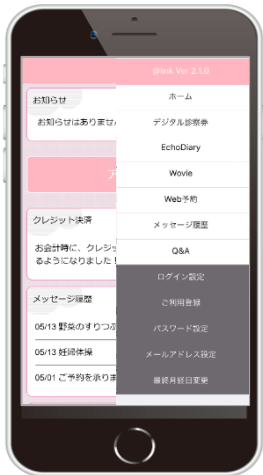 @link Ver 2.1.0
お知らせ
お知らせはありませ
ア
クレジット決済
お会計時に、クレジッ
るようになりました！
メッセージ履歴
05/13 野菜のすりつぶ
05/13 妊婦体操
05/01 ご予約を承りま
ホーム
デジタル診察券
EchoDiary
Wovie
Web予約
メッセージ履歴
Q&A
ログイン設定
ご利用登録
パスワード設定
メールアドレス設定
最終月経日変更